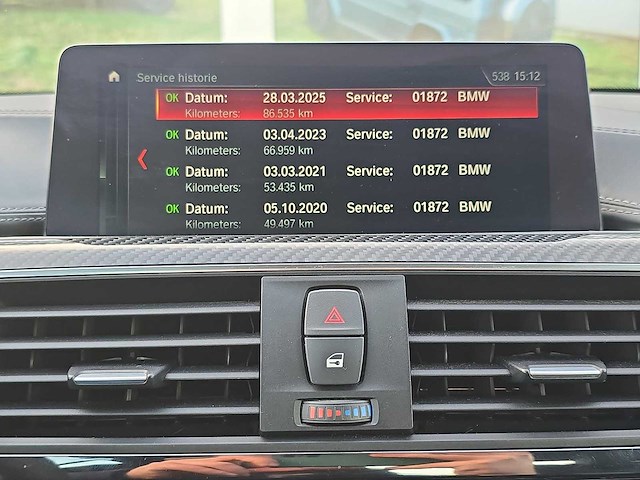 Service historie 538 15:12
OK Datum: 28.03.2025 Service: 01872 BMW
Kilometers: 86.535 km
OK Datum: 03.04.2023 Service: 01872 BMW
Kilometers: 66.959 km
OK Datum: 03.03.2021 Service: 01872 BMW
Kilometers: 53.435 km
OK Datum: 05.10.2020 Service: 01872 BMW
Kilometers: 49.497 km